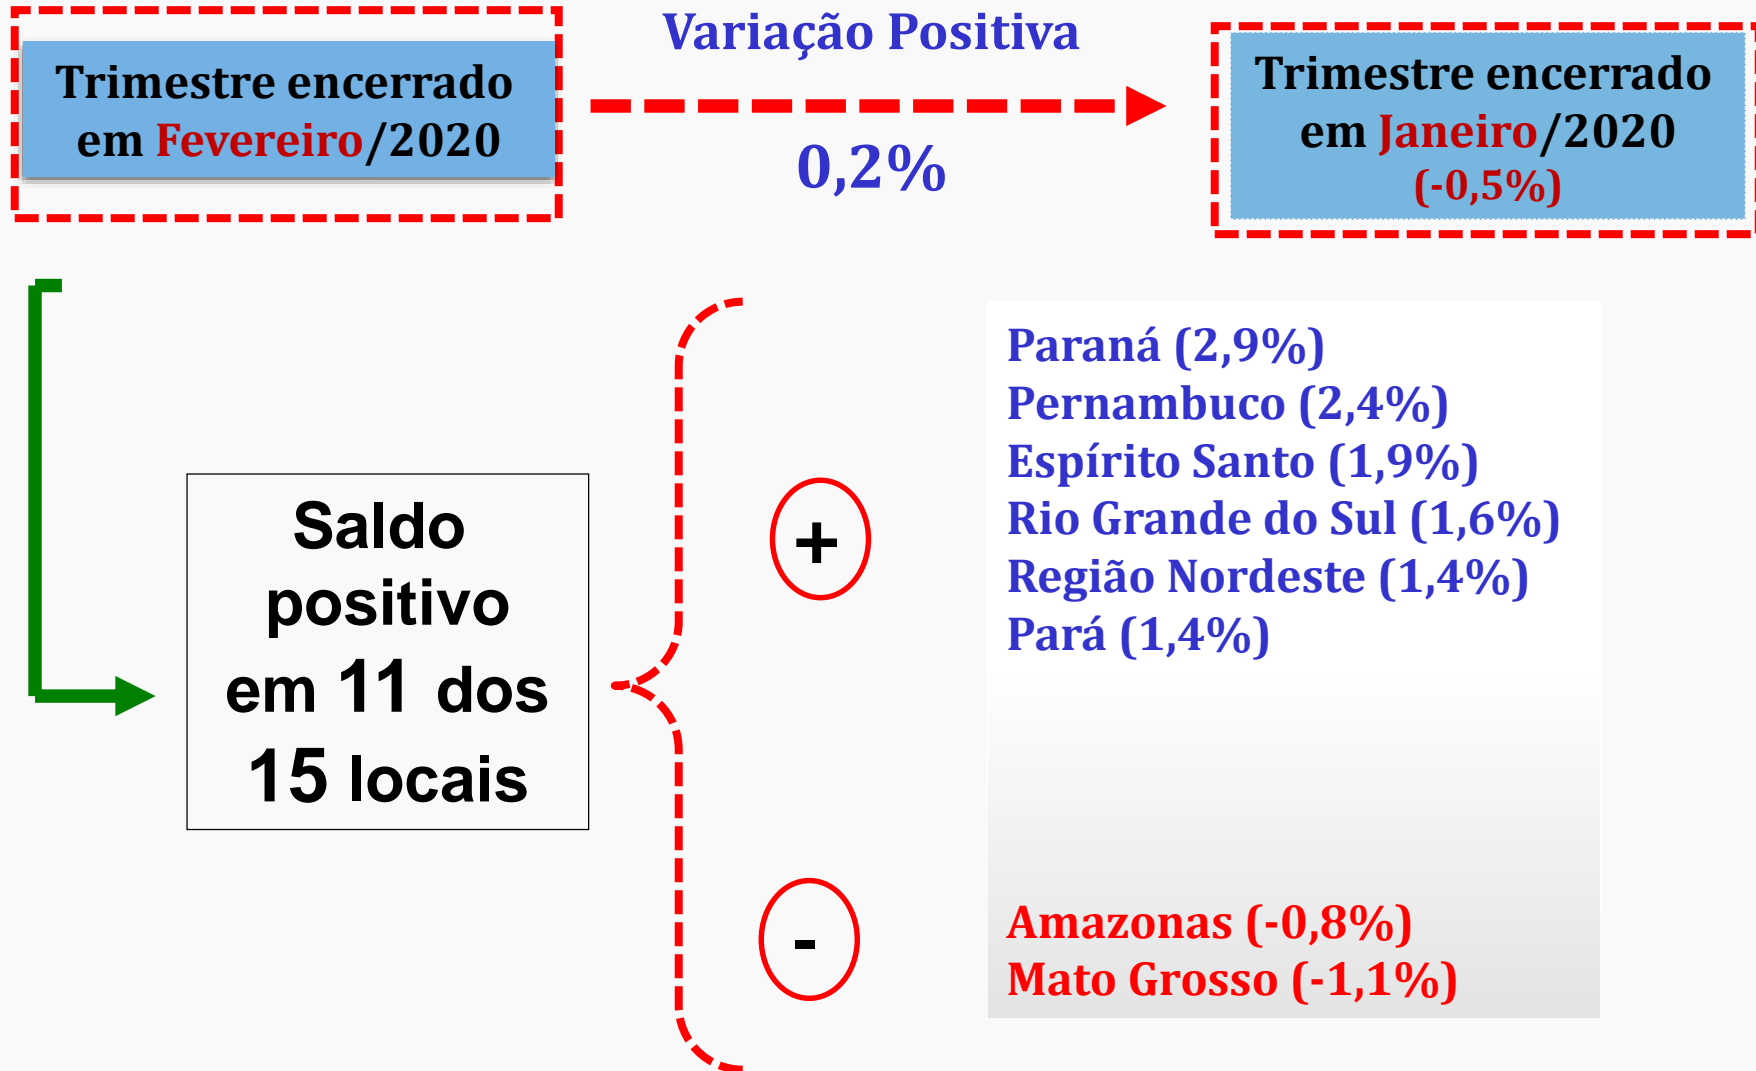 Trimestre encerrado
em Fevereiro/2020
Variação Positiva
0,2%
Trimestre encerrado
em Janeiro/2020
(-0,5%)
Saldo
positivo
em 11 dos
15 locais
+
Paraná (2,9%)
Pernambuco (2,4%)
Espírito Santo (1,9%)
Rio Grande do Sul (1,6%)
Região Nordeste (1,4%)
Pará (1,4%)
-
Amazonas (-0,8%)
Mato Grosso (-1,1%)